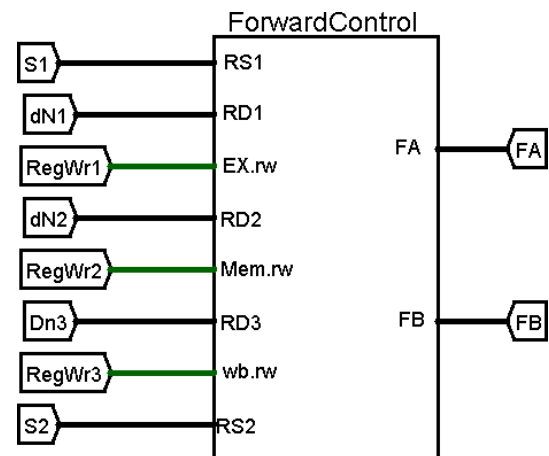 ForwardControl
S1 RS1
dN1 RD1
FA FA
RegWr1 EX.rw
dN2 RD2
RegWr2 Mem.rw
Dn3 RD3
FB FB
RegWr3 wb.rw
S2 RS2